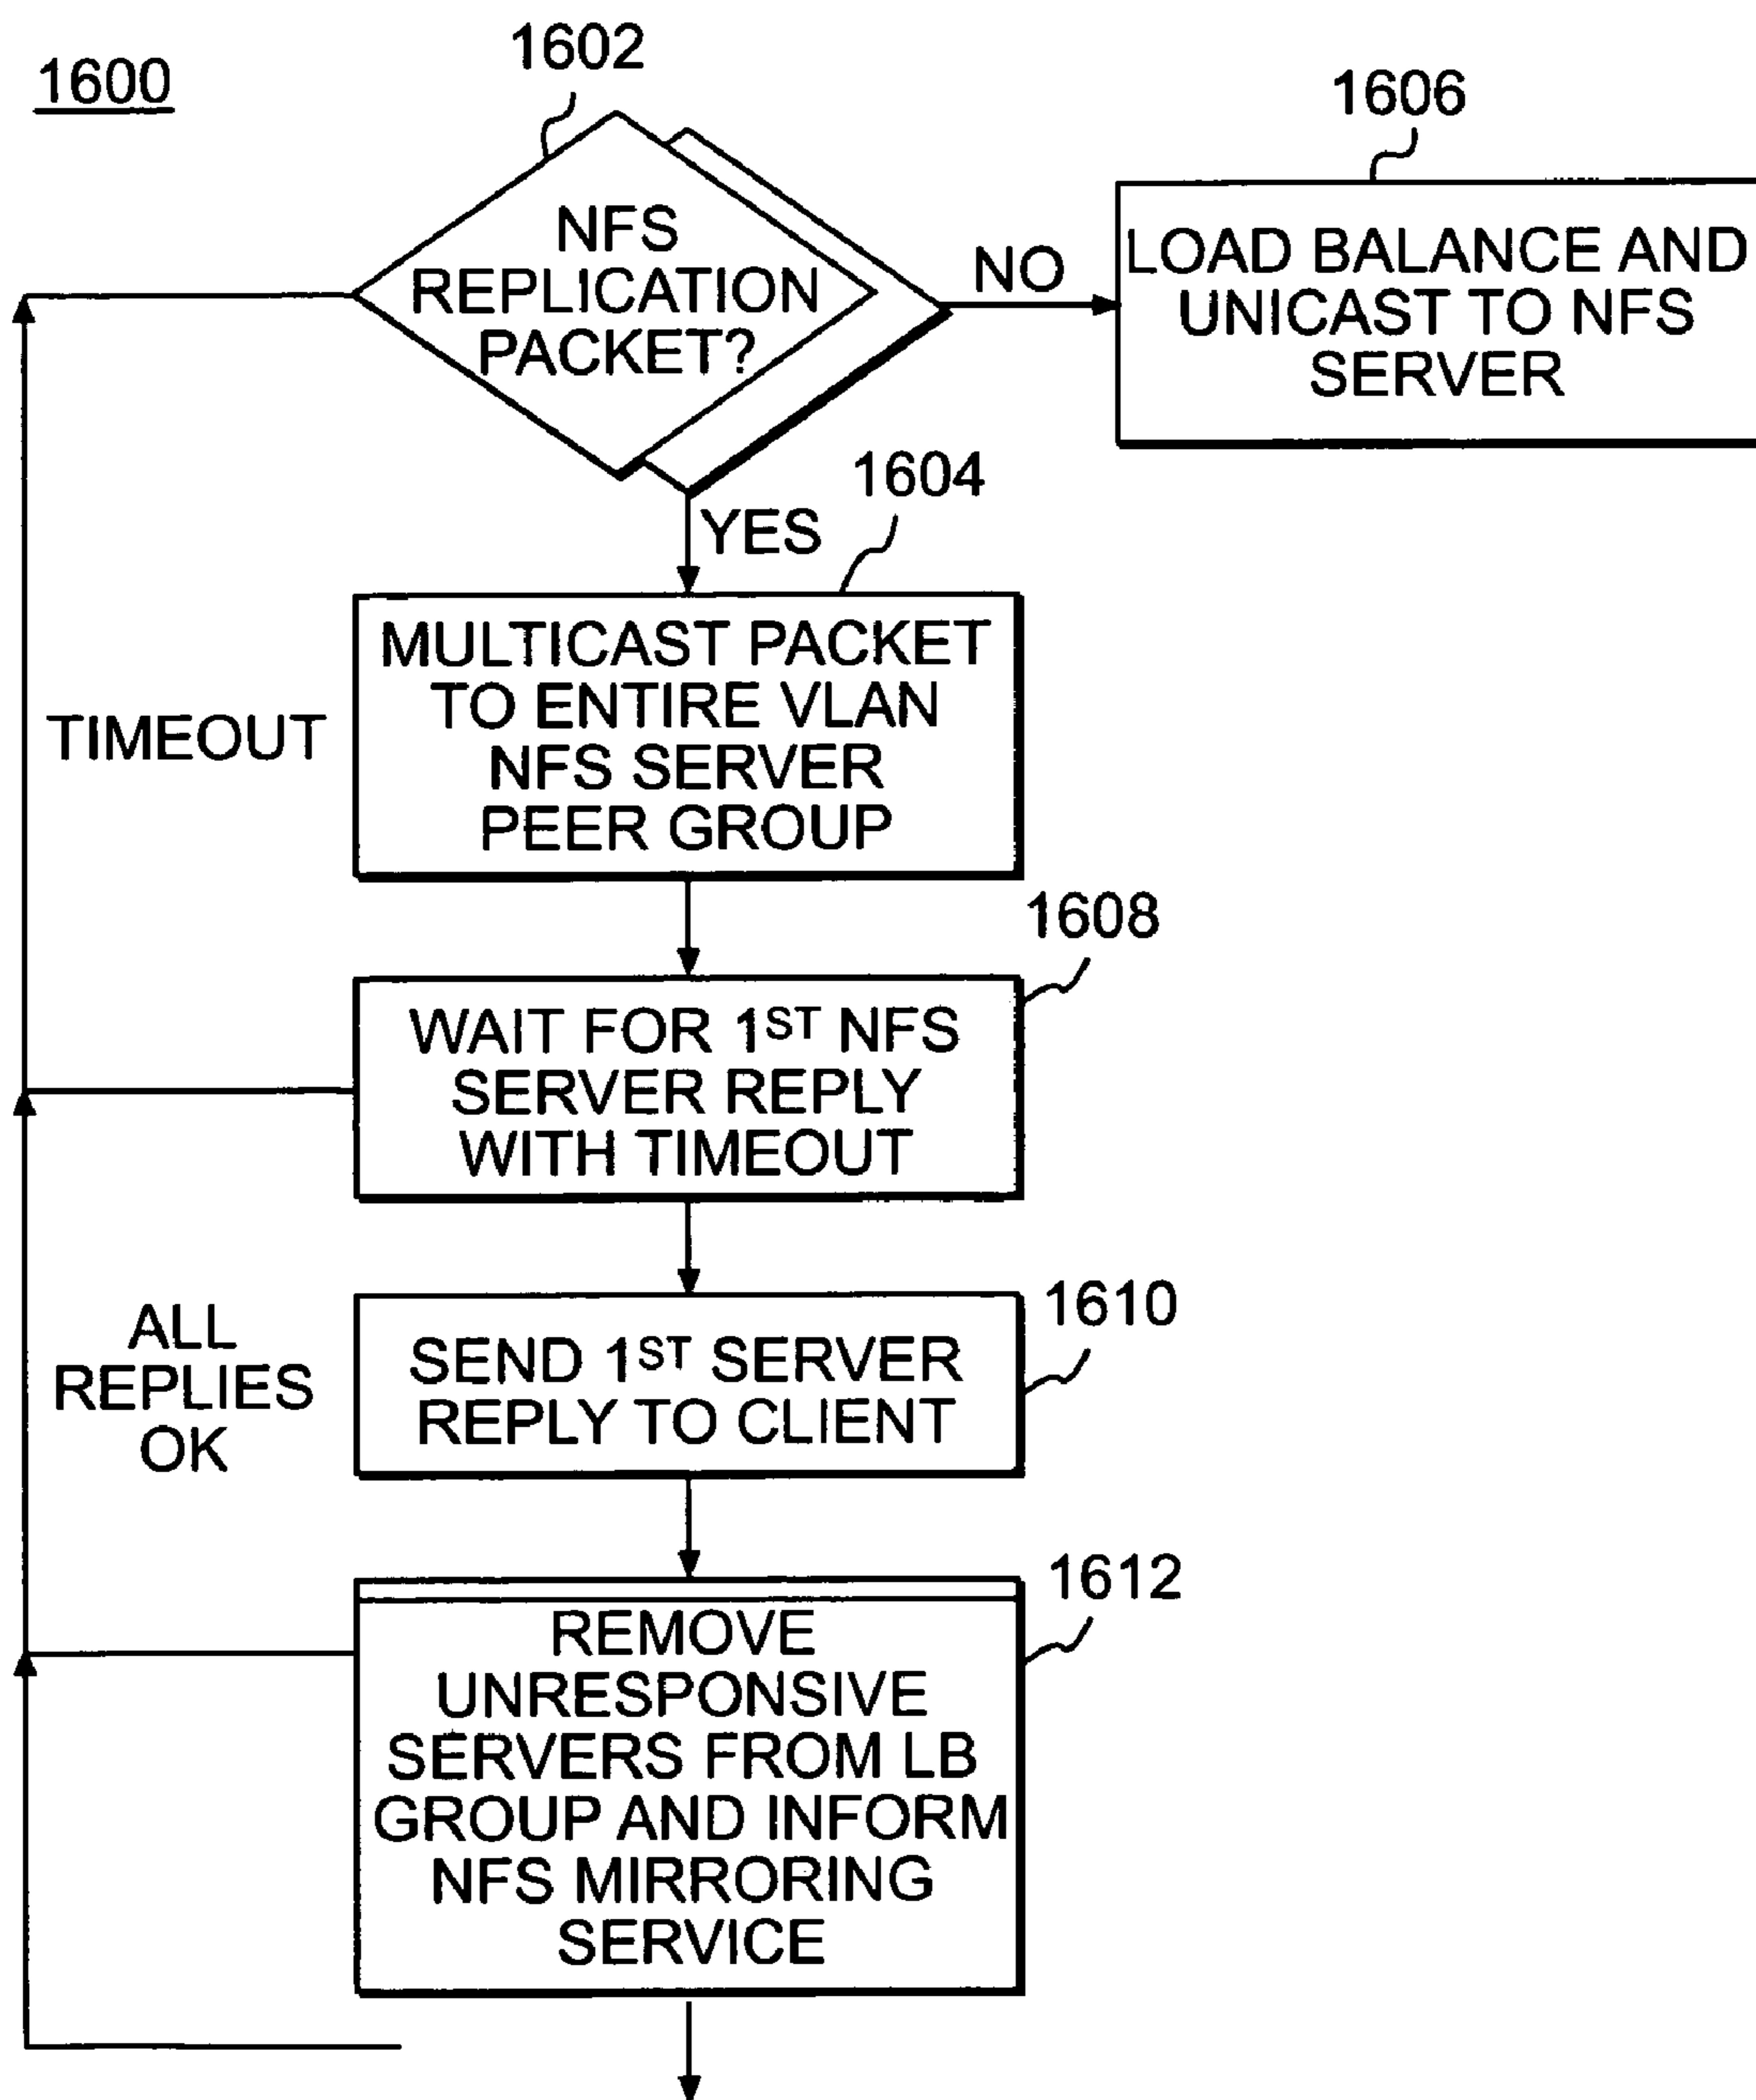 1600
1602
1606
NFS
REPLICATION
PACKET?
NO
LOAD BALANCE AND
UNICAST TO NFS
SERVER
YES
1604
MULTICAST PACKET
TO ENTIRE VLAN
NFS SERVER
PEER GROUP
TIMEOUT
1608
WAIT FOR 1ST NFS
SERVER REPLY
WITH TIMEOUT
1610
SEND 1ST SERVER
REPLY TO CLIENT
ALL
REPLIES
OK
1612
REMOVE
UNRESPONSIVE
SERVERS FROM LB
GROUP AND INFORM
NFS MIRRORING
SERVICE